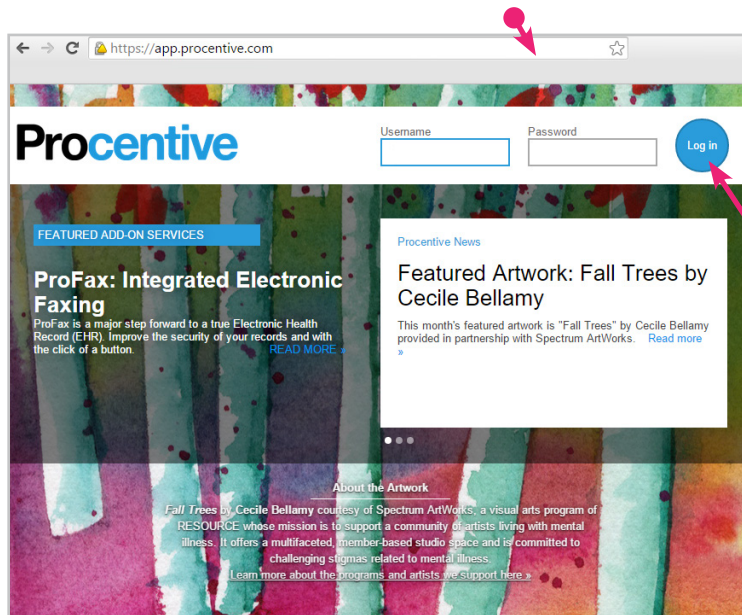 https://app.procentive.com
Procentive
Username
Password
Log in
FEATURED ADD-ON SERVICES
ProFax: Integrated Electronic
Faxing
ProFax is a major step forward to a true Electronic Health
Record (EHR). Improve the security of your records and with
the click of a button. READ MORE »
Procentive News
Featured Artwork: Fall Trees by
Cecile Bellamy
This month's featured artwork is "Fall Trees" by Cecile Bellamy
provided in partnership with Spectrum ArtWorks. Read more
»
About the Artwork
Fall Trees by Cecile Bellamy courtesy of Spectrum ArtWorks, a visual arts program of
RESOURCE whose mission is to support a community of artists living with mental
illness. It offers a multifaceted, member-based studio space and is committed to
challenging stigmas related to mental illness.
Learn more about the programs and artists we support here »